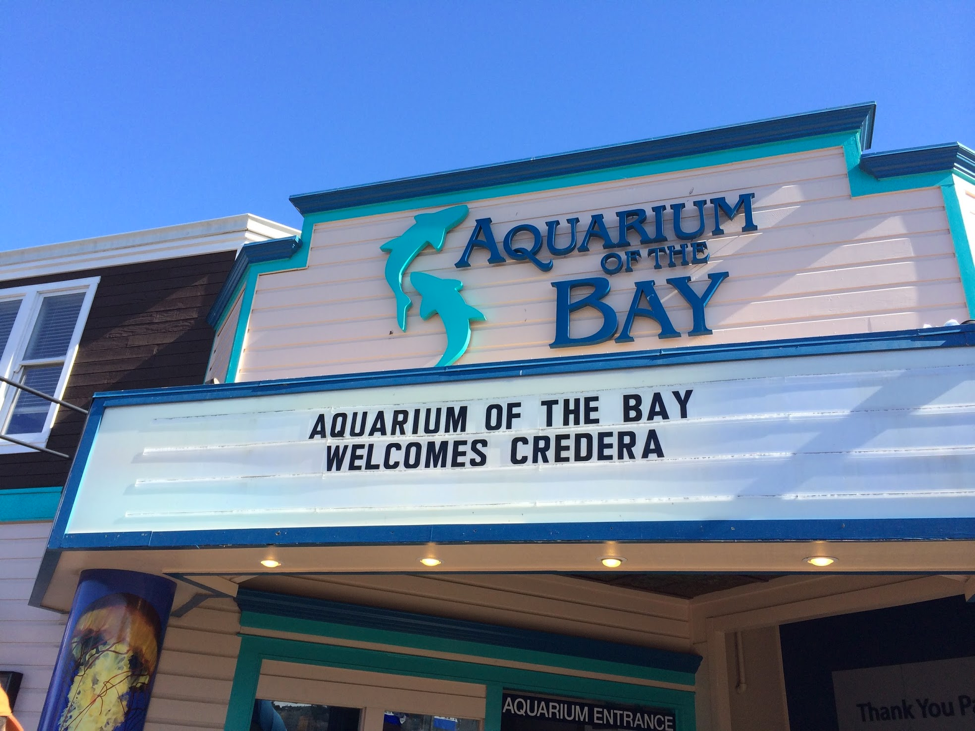 AQUARIUM
OF THE
BAY
AQUARIUM OF THE BAY
WELCOMES CREDERA
AQUARIUM ENTRANCE
Thank You